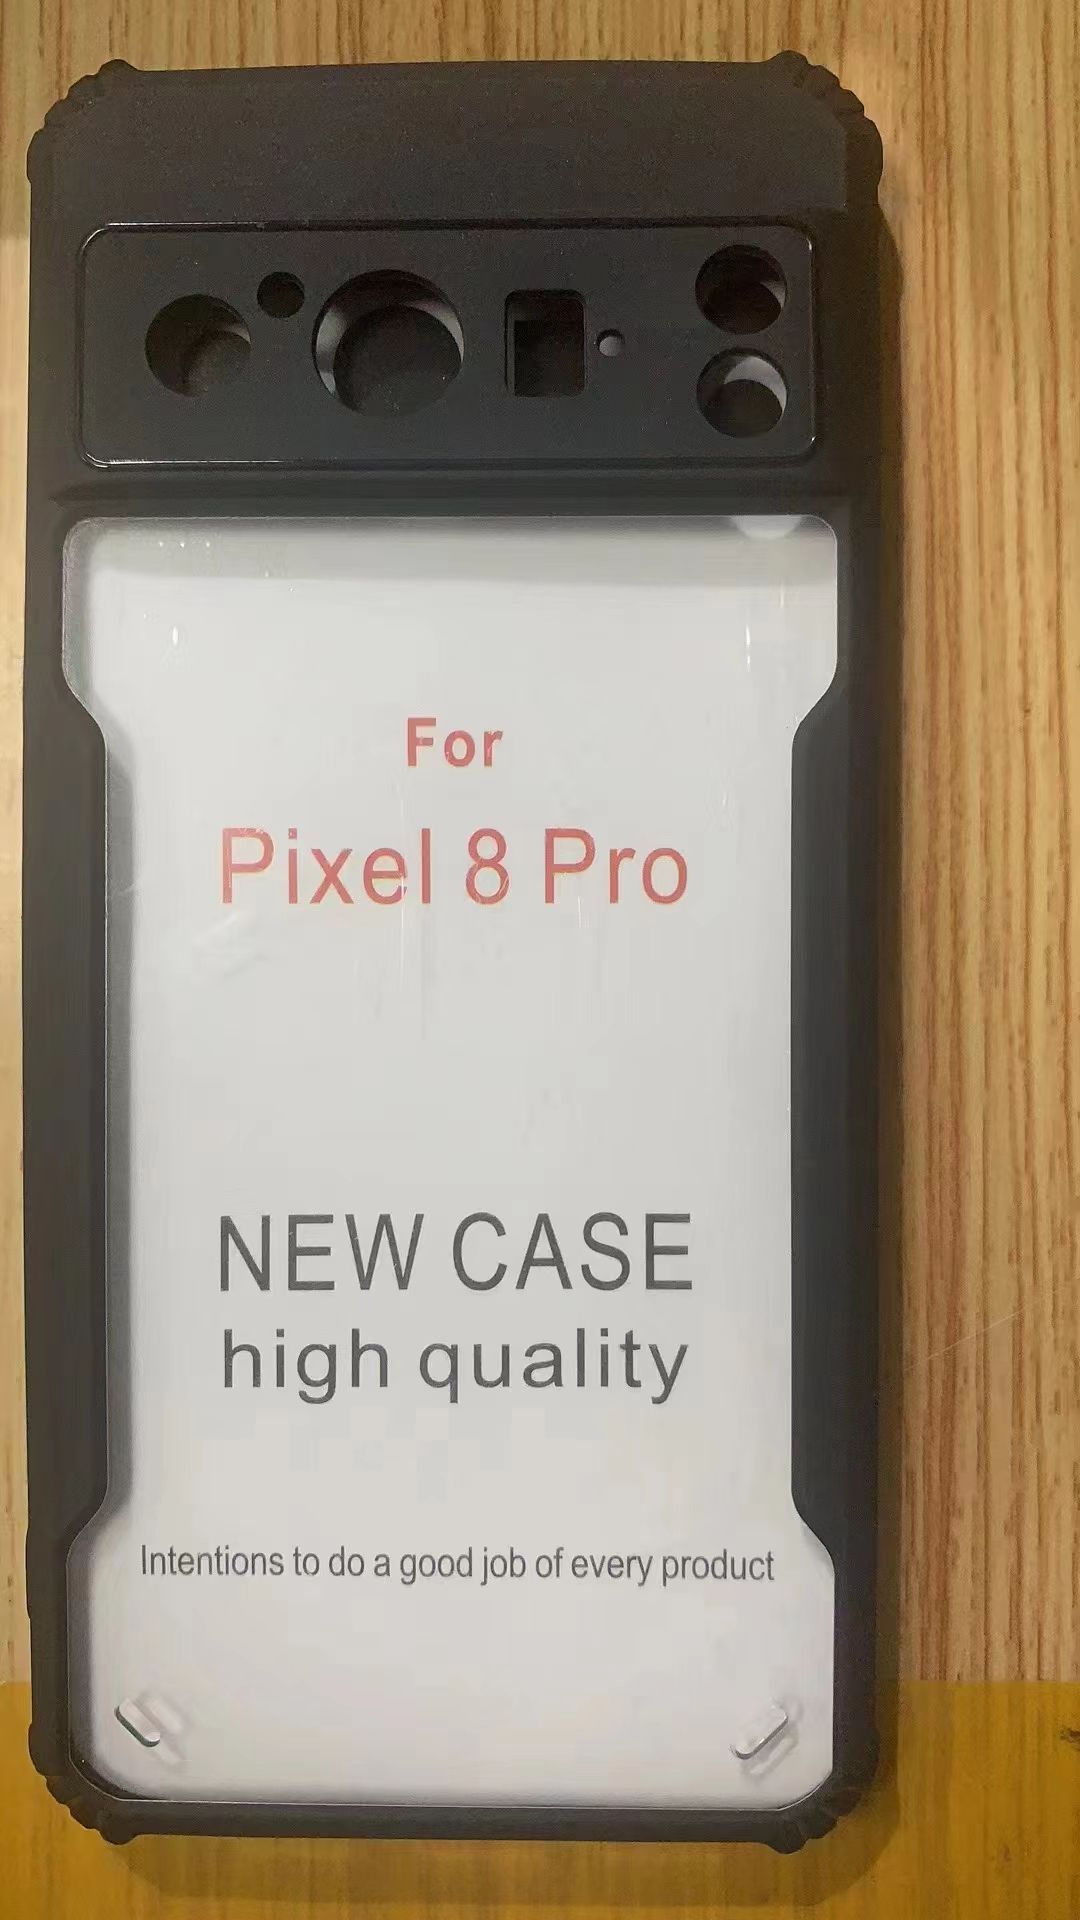 For
Pixel 8 Pro
NEW CASE
high quality
Intentions to do a good job of every product